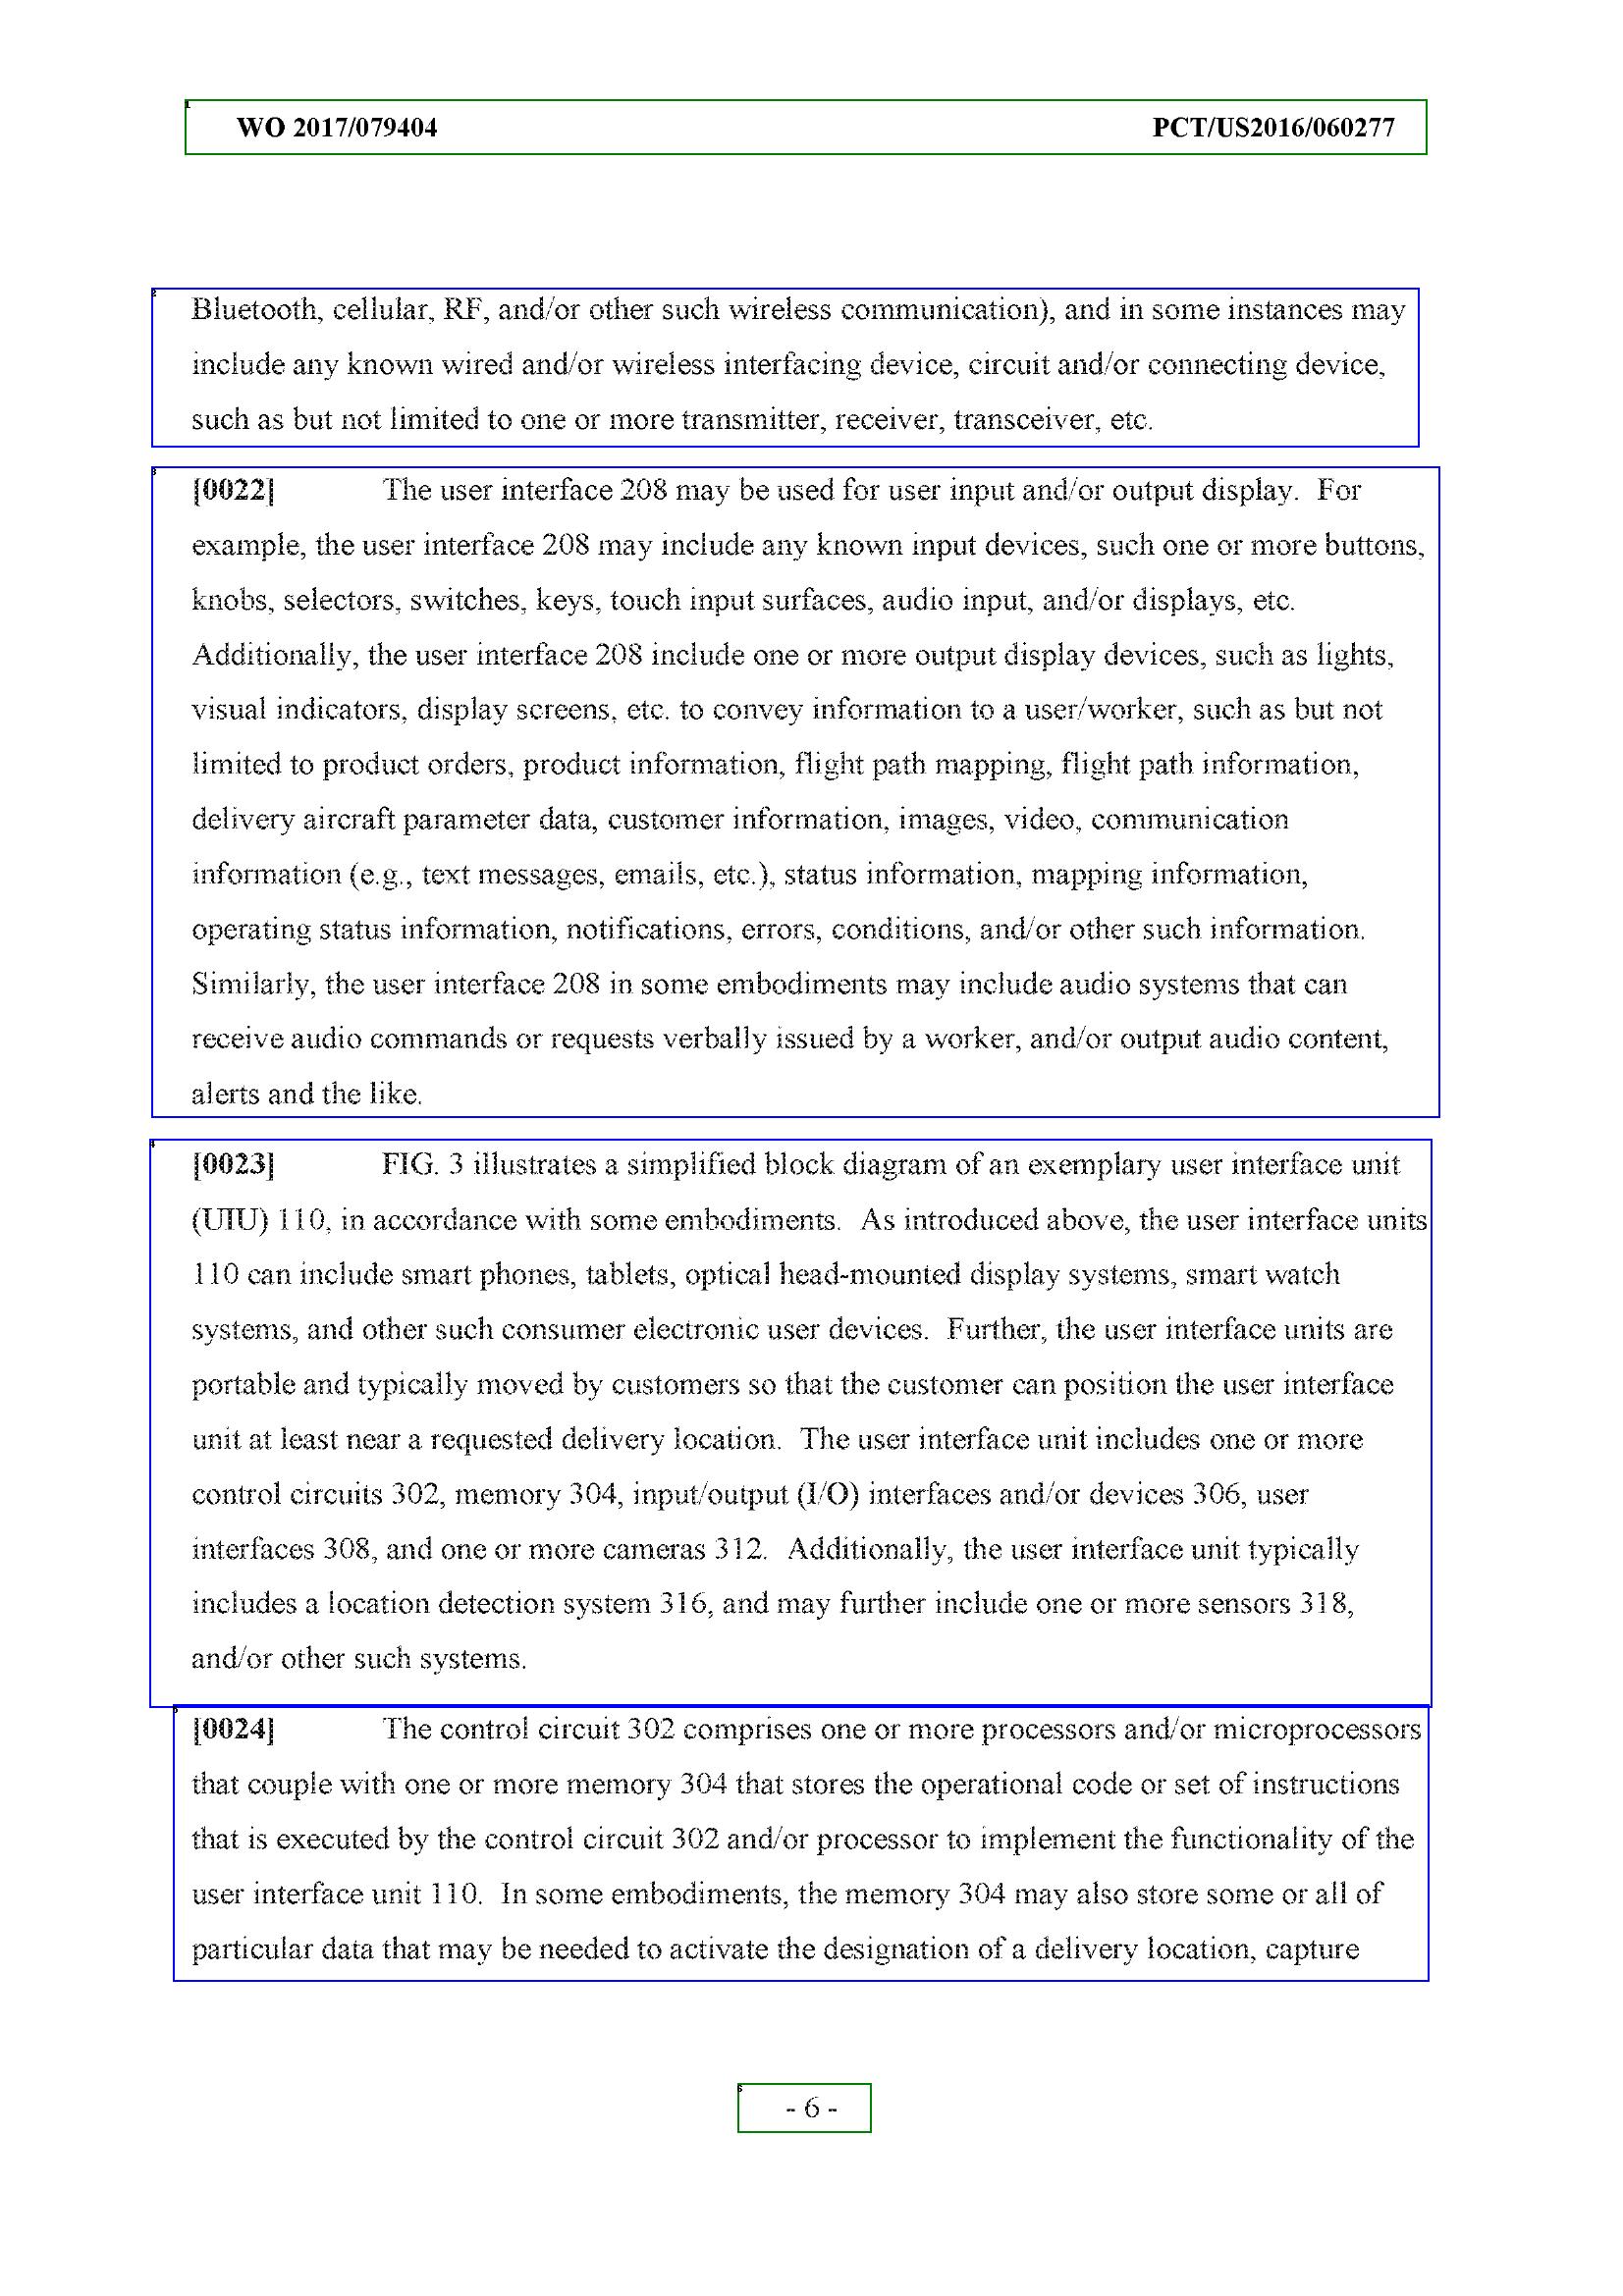 WO 2017/079404 PCT/US2016/060277
Bluetooth, cellular, RF, and/or other such wireless communication), and in some instances may
include any known wired and/or wireless interfacing device, circuit and/or connecting device,
such as but not limited to one or more transmitter, receiver, transceiver, etc.
[0022] The user interface 208 may be used for user input and/or output display. For
example, the user interface 208 may include any known input devices, such one or more buttons,
knobs, selectors, switches, keys, touch input surfaces, audio input, and/or displays, etc.
Additionally, the user interface 208 include one or more output display devices, such as lights,
visual indicators, display screens, etc. to convey information to a user/worker, such as but not
limited to product orders, product information, flight path mapping, flight path information,
delivery aircraft parameter data, customer information, images, video, communication
information (e.g., text messages, emails, etc.), status information, mapping information,
operating status information, notifications, errors, conditions, and/or other such information.
Similarly, the user interface 208 in some embodiments may include audio systems that can
receive audio commands or requests verbally issued by a worker, and/or output audio content,
alerts and the like.
[0023] FIG. 3 illustrates a simplified block diagram of an exemplary user interface unit
(UIU) 110, in accordance with some embodiments. As introduced above, the user interface units
110 can include smart phones, tablets, optical head-mounted display systems, smart watch
systems, and other such consumer electronic user devices. Further, the user interface units are
portable and typically moved by customers so that the customer can position the user interface
unit at least near a requested delivery location. The user interface unit includes one or more
control circuits 302, memory 304, input/output (I/O) interfaces and/or devices 306, user
interfaces 308, and one or more cameras 312. Additionally, the user interface unit typically
includes a location detection system 316, and may further include one or more sensors 318,
and/or other such systems.
[0024] The control circuit 302 comprises one or more processors and/or microprocessors
that couple with one or more memory 304 that stores the operational code or set of instructions
that is executed by the control circuit 302 and/or processor to implement the functionality of the
user interface unit 110. In some embodiments, the memory 304 may also store some or all of
particular data that may be needed to activate the designation of a delivery location, capture
- 6 -